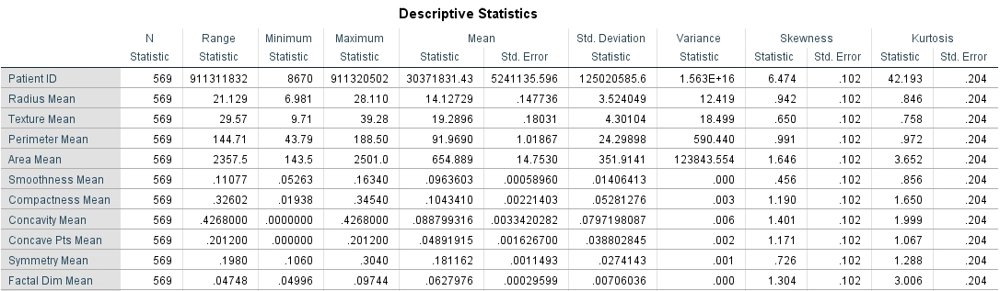 Descriptive Statistics
N Range Minimum Maximum Mean Std. Deviation Variance Skewness Kurtosis
Statistic Statistic Statistic Statistic Statistic Std. Error Statistic Statistic Statistic Std. Error Statistic Std. Error
Patient ID 569 911311832 8670 911320502 30371831.43 5241135.596 125020585.6 1.563E+16 6.474 .102 42.193 .204
Radius Mean 569 21.129 6.981 28.110 14.12729 .147736 3.524049 12.419 .942 .102 .846 .204
Texture Mean 569 29.57 9.71 39.28 19.2896 .18031 4.30104 18.499 .650 .102 .758 .204
Perimeter Mean 569 144.71 43.79 188.50 91.9690 1.01867 24.29898 590.440 .991 .102 .972 .204
Area Mean 569 2357.5 143.5 2501.0 654.889 14.7530 351.9141 123843.554 1.646 .102 3.652 .204
Smoothness Mean 569 .11077 .05263 .16340 .0963603 .00058960 .01406413 .000 .456 .102 .856 .204
Compactness Mean 569 .32602 .01938 .34540 .1043410 .00221403 .05281276 .003 1.190 .102 1.650 .204
Concavity Mean 569 .4268000 .0000000 .4268000 .088799316 .0033420282 .0797198087 .006 1.401 .102 1.999 .204
Concave Pts Mean 569 .201200 .000000 .201200 .04891915 .001626700 .038802845 .002 1.171 .102 1.067 .204
Symmetry Mean 569 .1980 .1060 .3040 .181162 .0011493 .0274143 .001 .726 .102 1.288 .204
Factal Dim Mean 569 .04748 .04996 .09744 .0627976 .00029599 .00706036 .000 1.304 .102 3.006 .204